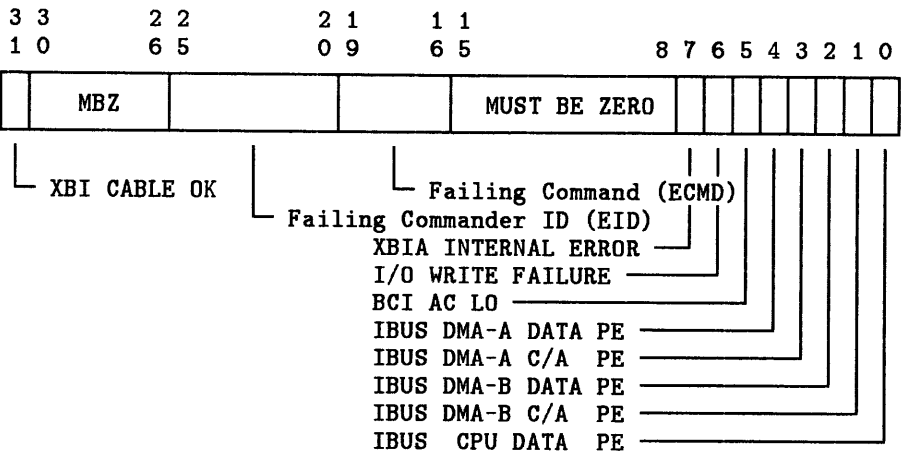 3 3 2 2 2 1 1 1
1 0 6 5 0 9 6 5 8 7 6 5 4 3 2 1 0
MBZ MUST BE ZERO
XBI CABLE OK Failing Command (ECMD)
Failing Commander ID (EID)
XBIA INTERNAL ERROR
I/O WRITE FAILURE
BCI AC LO
IBUS DMA-A DATA PE
IBUS DMA-A C/A PE
IBUS DMA-B DATA PE
IBUS DMA-B C/A PE
IBUS CPU DATA PE